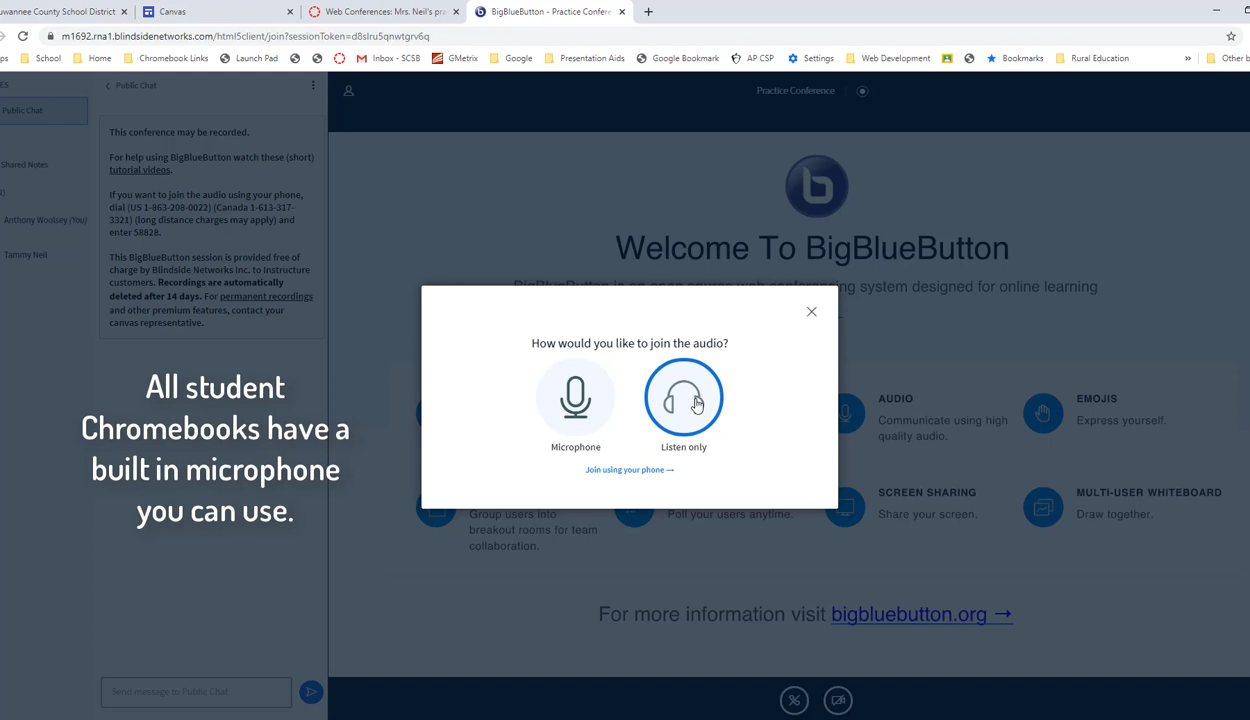 uwannee County School District
Canvas
Web Conferences: Mrs. Neil's pr
BigBlueButton - Practice Confere
m1692.rna1.blindsidenetworks.com/html5client/join?sessionToken=d8slru5qnwtgrv6q
ps
School
Home
Chromebook Links
Launch Pad
Inbox - SCSB
GMetrix
Google
Presentation Aids
Google Bookmark
AP CSP
Settings
Web Development
Bookmarks
Rural Education
»
Other b
ES
Public Chat
Shared Notes
Anthony Woolsey (You)
Tammy Neil
Public Chat
This conference may be recorded.
For help using BigBlueButton watch these (short)
tutorial videos.
If you want to join the audio using your phone,
dial (US 1-863-208-0022) (Canada 1-613-317-
3321) (long distance charges may apply) and
enter 58828.
This BigBlueButton session is provided free of
charge by Blindside Networks Inc. to Instructure
customers. Recordings are automatically
deleted after 14 days. For permanent recordings
and other premium features, contact your
canvas representative.
All student
Chromebooks have a
built in microphone
you can use.
Send message to Public Chat
Practice Conference
Welcome To BigBlueButton
BigBlueButton is an open source web conferencing system designed for online learning
How would you like to join the audio?
Microphone
Listen only
Join using your phone →
AUDIO
Communicate using high
quality audio.
EMOJIS
Express yourself.
Group users into
breakout rooms for team
collaboration.
Poll your users anytime.
SCREEN SHARING
Share your screen.
MULTI-USER WHITEBOARD
Draw together.
For more information visit bigbluebutton.org →